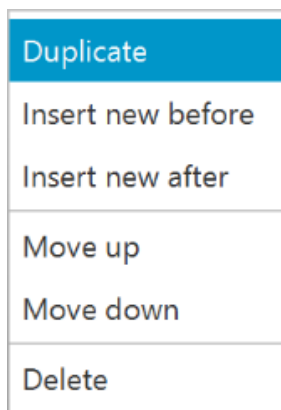 Duplicate
Insert new before
Insert new after
Move up
Move down
Delete